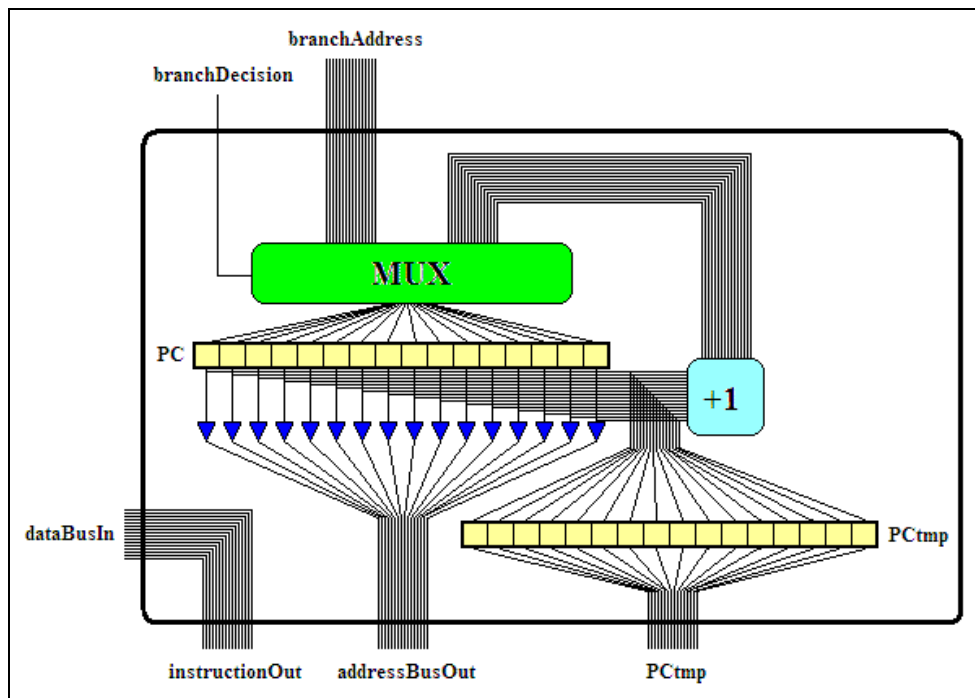 branchAddress
branchDecision
MUX
PC
+1
dataBusIn
PCtmp
instructionOut
addressBusOut
PCtmp